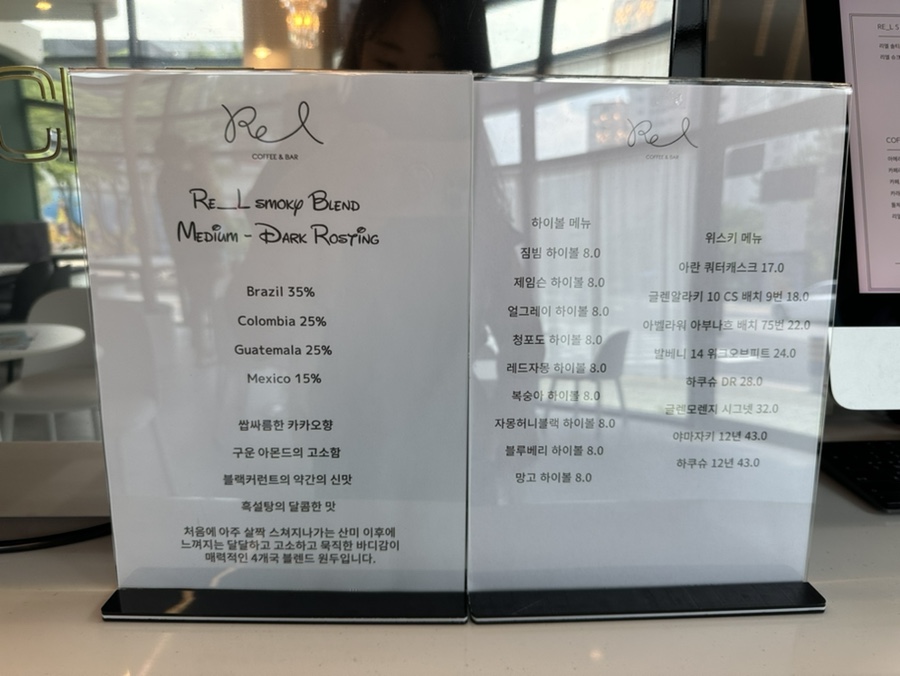 Rel
COFFEE & BAR
RE__L SMOKY BLEND
MEDIUM - DARK ROSTING
Brazil 35%
Colombia 25%
Guatemala 25%
Mexico 15%
쌉싸름한 카카오향
구운 아몬드의 고소함
블랙커런트의 약간의 신맛
흑설탕의 달콤한 맛
처음에 아주 살짝 스쳐지나가는 산미 이후에
느껴지는 달달하고 고소하고 묵직한 바디감이
매력적인 4개국 블렌드 원두입니다.
Rel
COFFEE & BAR
하이볼 메뉴
짐빔 하이볼 8.0
제임슨 하이볼 8.0
얼그레이 하이볼 8.0
청포도 하이볼 8.0
레드자몽 하이볼 8.0
복숭아 하이볼 8.0
자몽허니블랙 하이볼 8.0
블루베리 하이볼 8.0
망고 하이볼 8.0
위스키 메뉴
아란 쿼터캐스크 17.0
글렌알라키 10 CS 배치 9번 18.0
아벨라워 아부나흐 배치 75번 22.0
발베니 14 위크오브피트 24.0
하쿠슈 DR 28.0
글렌모렌지 시그넷 32.0
야마자키 12년 43.0
하쿠슈 12년 43.0
RE_L S